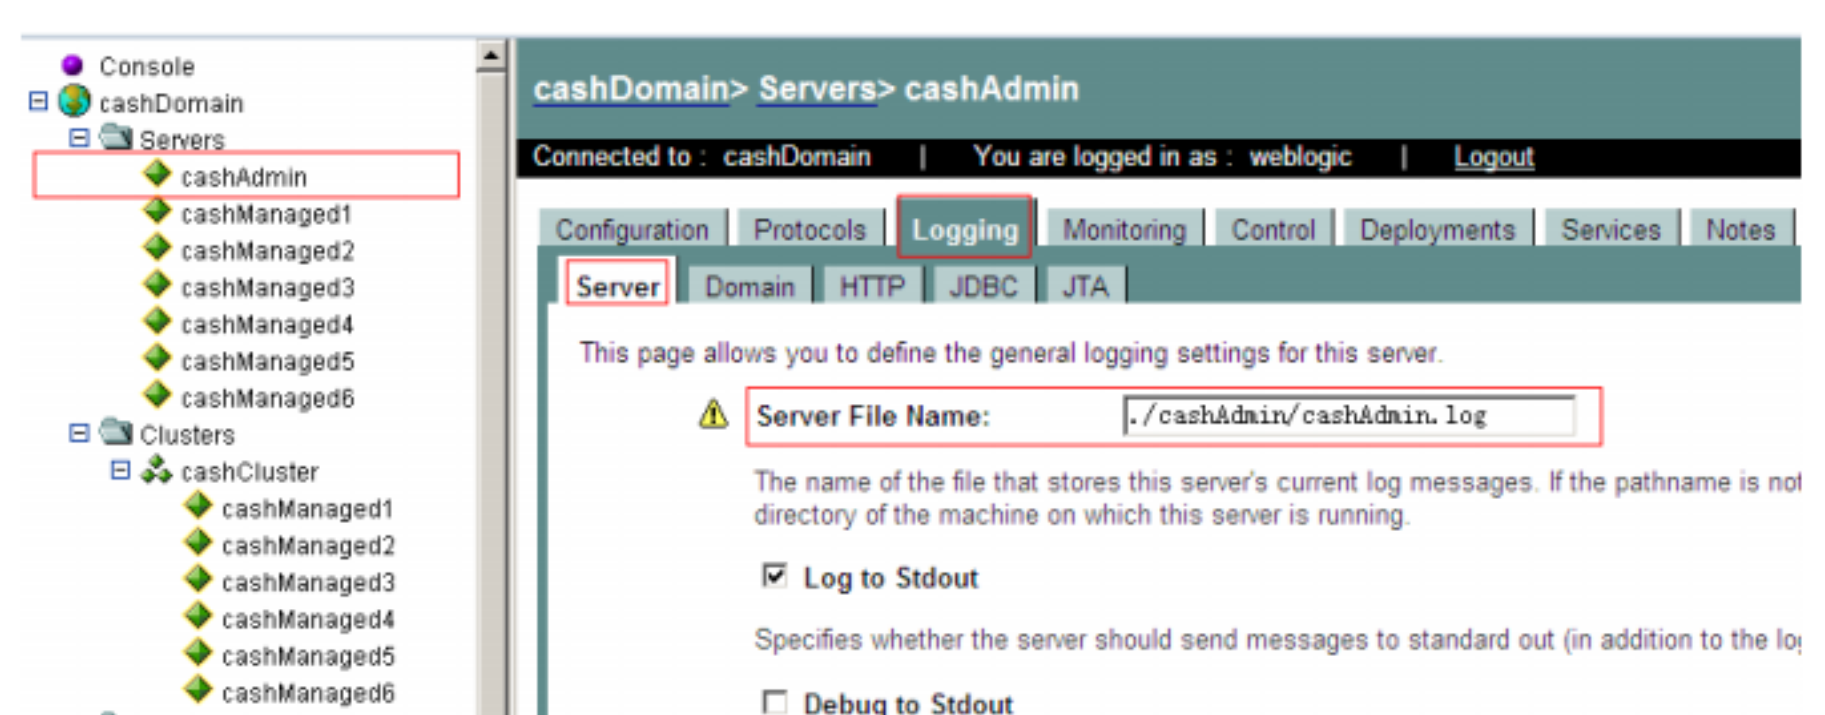 Console
cashDomain
Servers
cashAdmin
cashManaged1
cashManaged2
cashManaged3
cashManaged4
cashManaged5
cashManaged6
Clusters
cashCluster
cashManaged1
cashManaged2
cashManaged3
cashManaged4
cashManaged5
cashManaged6
cashDomain> Servers> cashAdmin
Connected to : cashDomain | You are logged in as : weblogic | Logout
Configuration Protocols Logging Monitoring Control Deployments Services Notes
Server Domain HTTP JDBC JTA
This page allows you to define the general logging settings for this server.
Server File Name: ./cashAdmin/cashAdmin.log
The name of the file that stores this server's current log messages. If the pathname is not
directory of the machine on which this server is running.
Log to Stdout
Specifies whether the server should send messages to standard out (in addition to the
Debug to Stdout